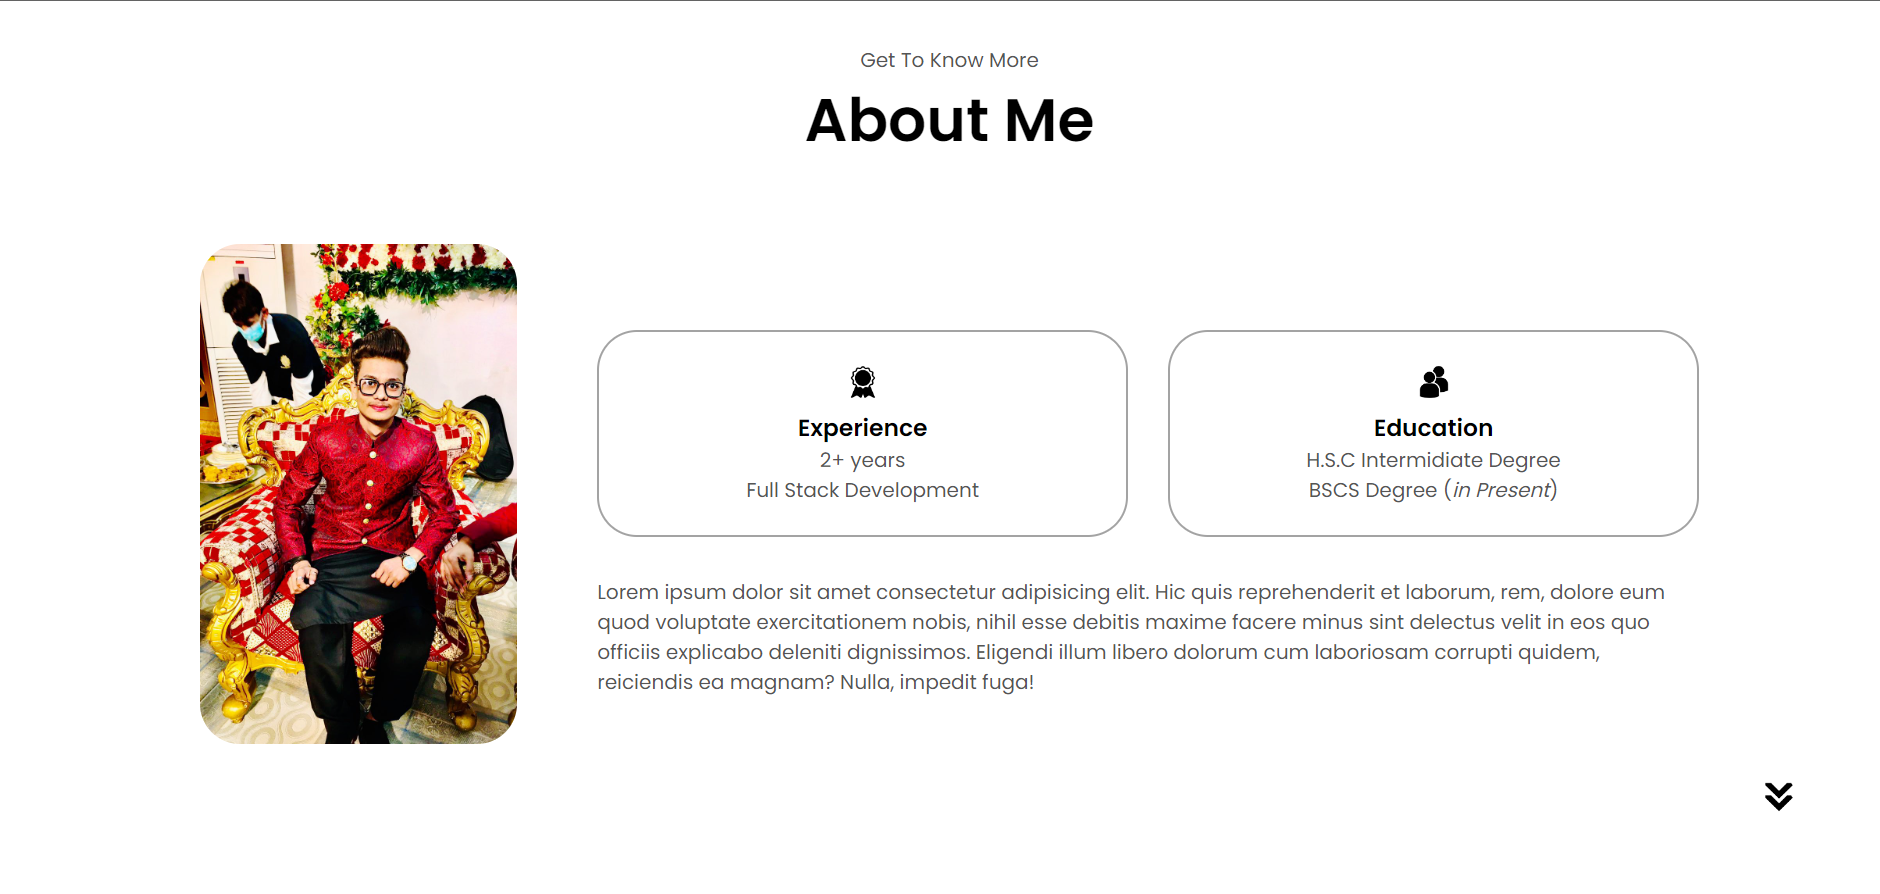 Get To Know More
About Me
Experience
2+ years
Full Stack Development
Education
H.S.C Intermidiate Degree
BSCS Degree (in Present)
Lorem ipsum dolor sit amet consectetur adipisicing elit. Hic quis reprehenderit et laborum, rem, dolore eum
quod voluptate exercitationem nobis, nihil esse debitis maxime facere minus sint delectus velit in eos quo
officiis explicabo deleniti dignissimos. Eligendi illum libero dolorum cum laboriosam corrupti quidem,
reiciendis ea magnam? Nulla, impedit fuga!